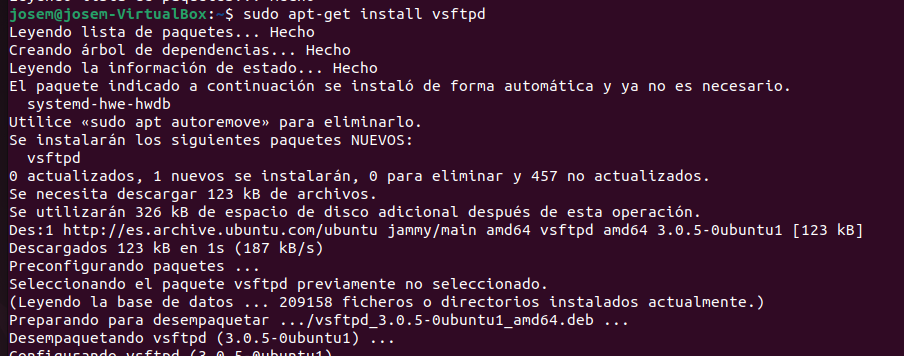 josem@josem-VirtualBox:~$ sudo apt-get install vsftpd
Leyendo lista de paquetes... Hecho
Creando árbol de dependencias... Hecho
Leyendo la información de estado... Hecho
El paquete indicado a continuación se instaló de forma automática y ya no es necesario.
  systemd-hwe-hwdb
Utilice «sudo apt autoremove» para eliminarlo.
Se instalarán los siguientes paquetes NUEVOS:
  vsftpd
0 actualizados, 1 nuevos se instalarán, 0 para eliminar y 457 no actualizados.
Se necesita descargar 123 kB de archivos.
Se utilizarán 326 kB de espacio de disco adicional después de esta operación.
Des:1 http://es.archive.ubuntu.com/ubuntu jammy/main amd64 vsftpd amd64 3.0.5-0ubuntu1 [123 kB]
Descargados 123 kB en 1s (187 kB/s)
Preconfigurando paquetes ...
Seleccionando el paquete vsftpd previamente no seleccionado.
(Leyendo la base de datos ... 209158 ficheros o directorios instalados actualmente.)
Preparando para desempaquetar .../vsftpd_3.0.5-0ubuntu1_amd64.deb ...
Desempaquetando vsftpd (3.0.5-0ubuntu1) ...
Configurando vsftpd (3.0.5-0ubuntu1)